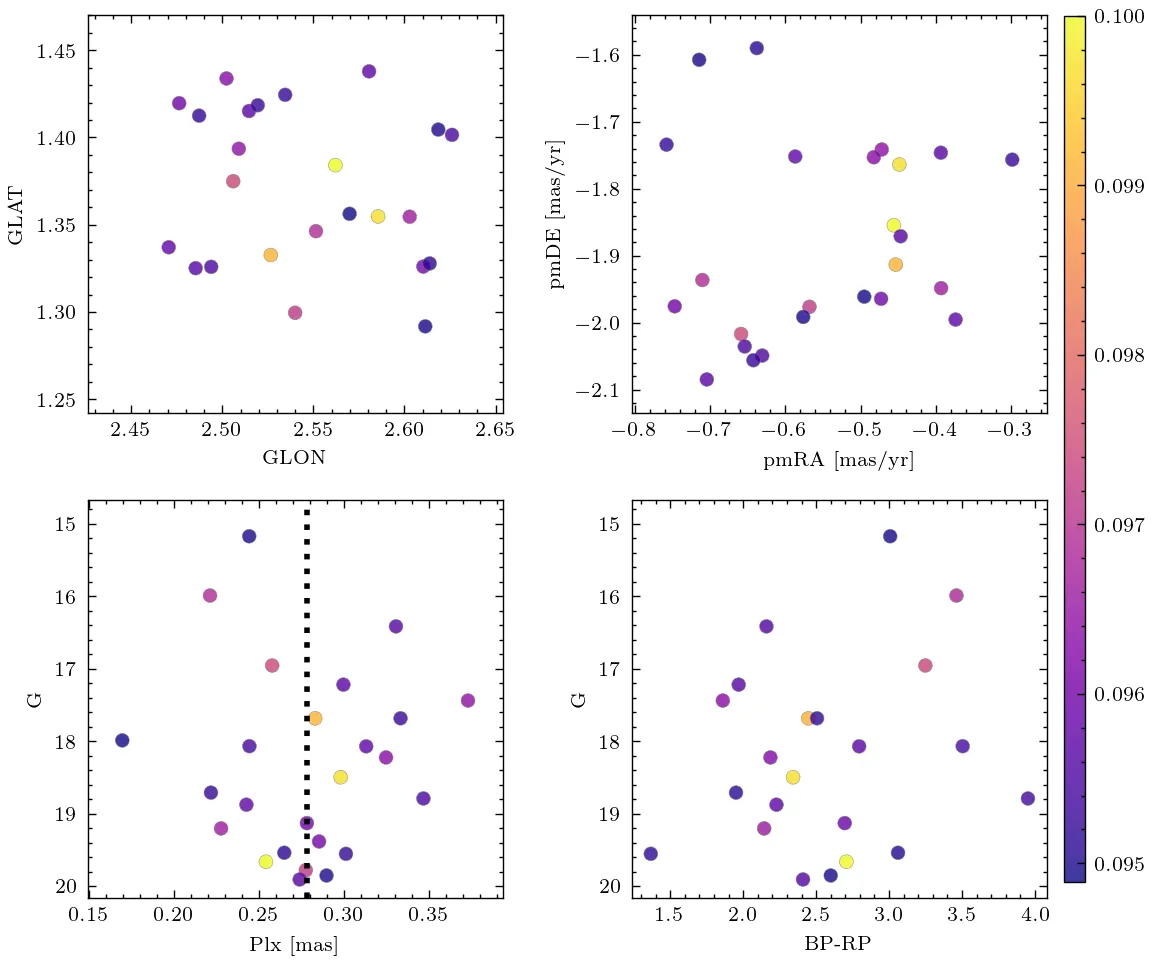 1.45
1.40
1.35
1.30
1.25
GLAT
2.45 2.50 2.55 2.60 2.65
GLON
−1.6
−1.7
−1.8
−1.9
−2.0
−2.1
pmDE [mas/yr]
−0.8 −0.7 −0.6 −0.5 −0.4 −0.3
pmRA [mas/yr]
0.100
0.099
0.098
0.097
0.096
0.095
15
16
17
18
19
20
G
0.15 0.20 0.25 0.30 0.35
Plx [mas]
15
16
17
18
19
20
G
1.5 2.0 2.5 3.0 3.5 4.0
BP-RP